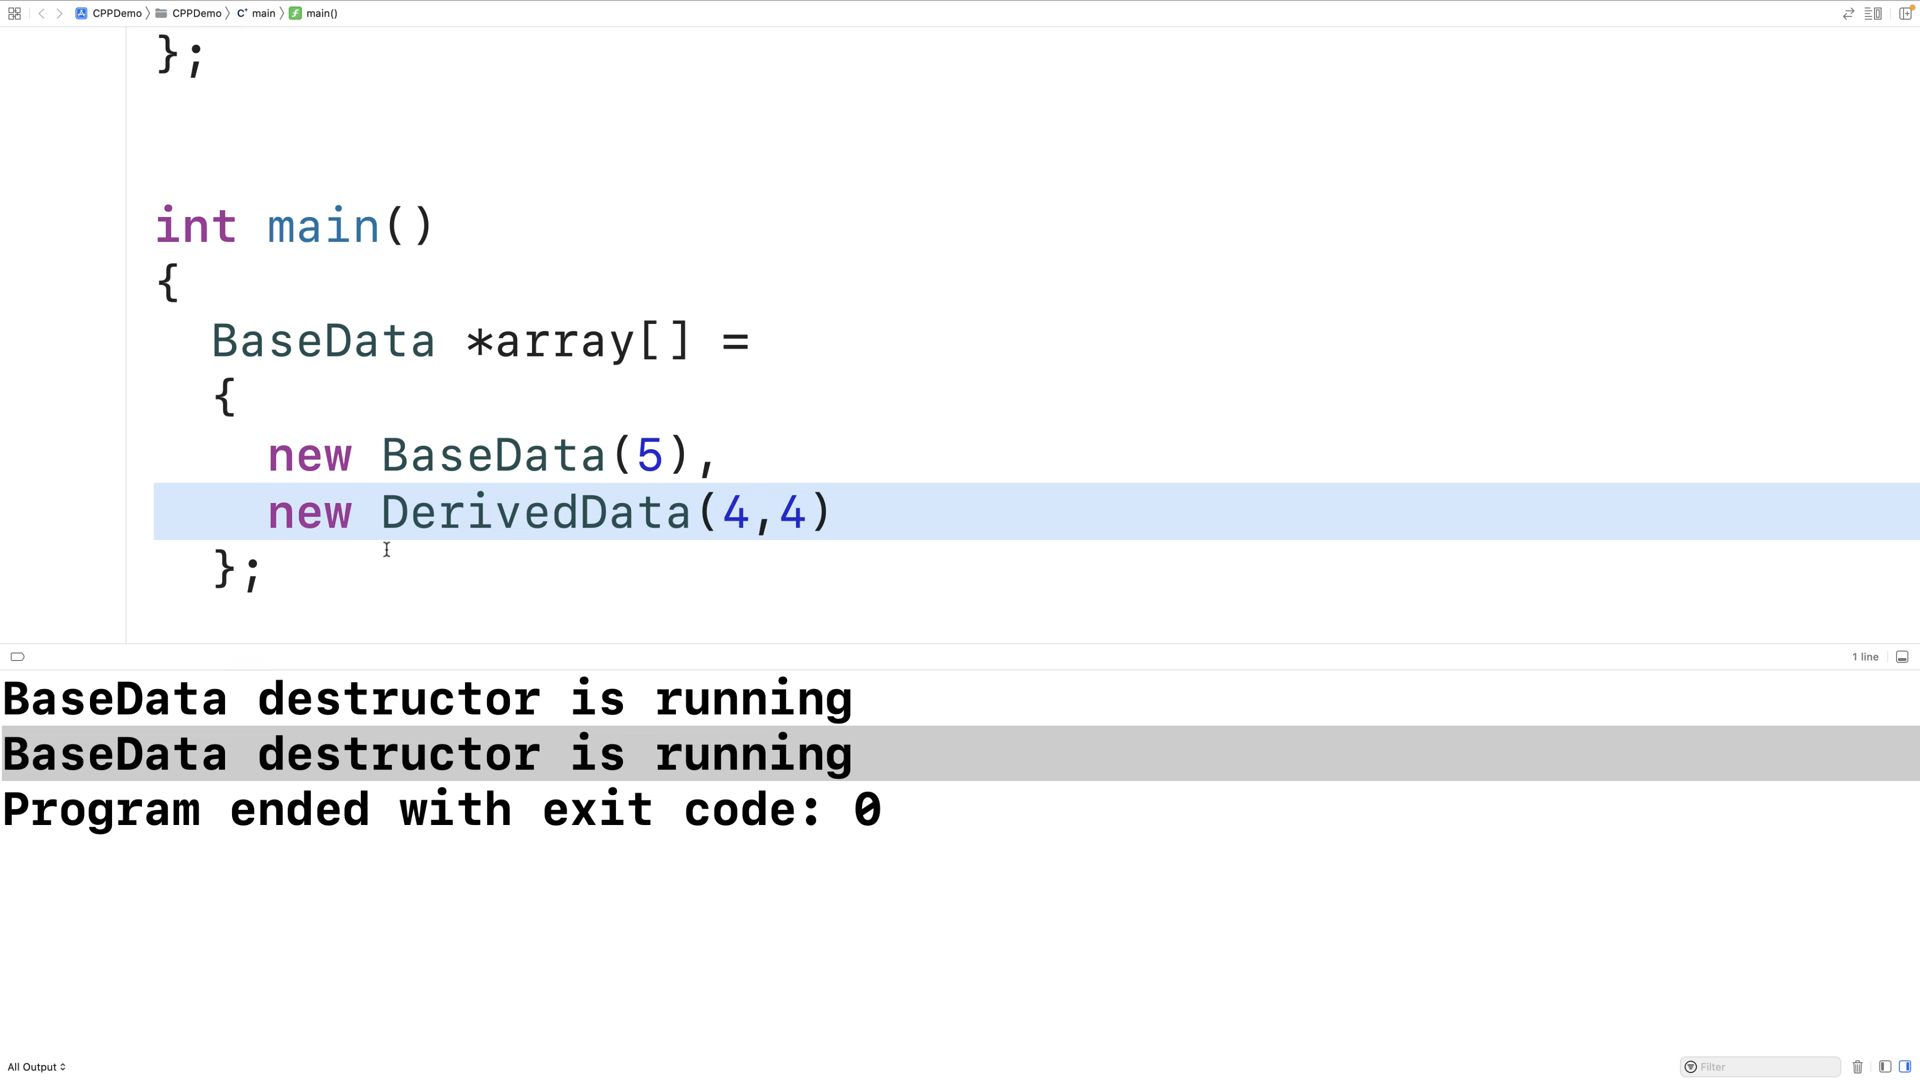 CPPDemo CPPDemo C+ main main()
};
int main()
{
BaseData *array[] =
{
new BaseData(5),
new DerivedData(4,4)
};
1 line
BaseData destructor is running
BaseData destructor is running
Program ended with exit code: 0
All Output Filter